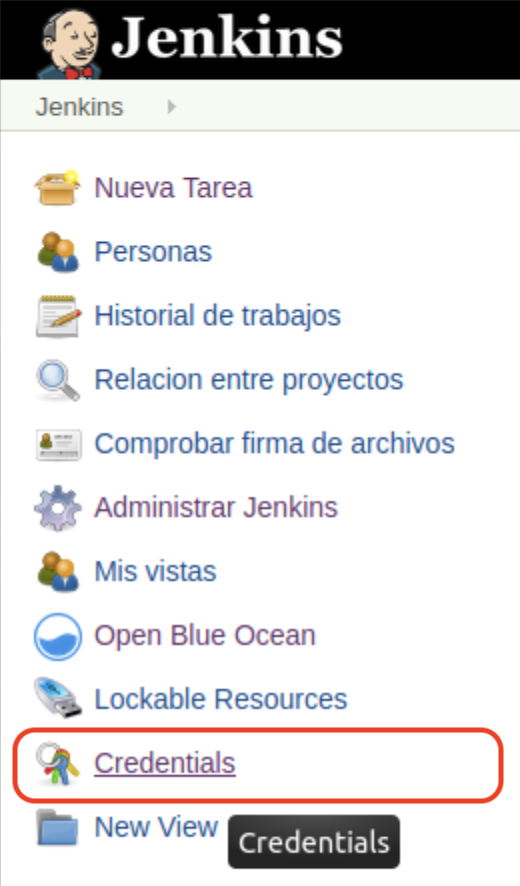 Jenkins
Jenkins
Nueva Tarea
Personas
Historial de trabajos
Relacion entre proyectos
Comprobar firma de archivos
Administrar Jenkins
Mis vistas
Open Blue Ocean
Lockable Resources
Credentials
New View
Credentials